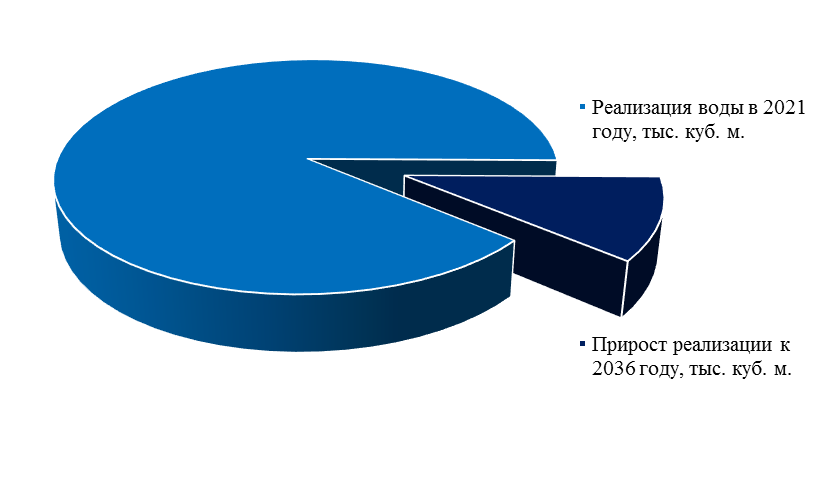 Реализация воды в 2021
году, тыс. куб. м.
Прирост реализации к
2036 году, тыс. куб. м.